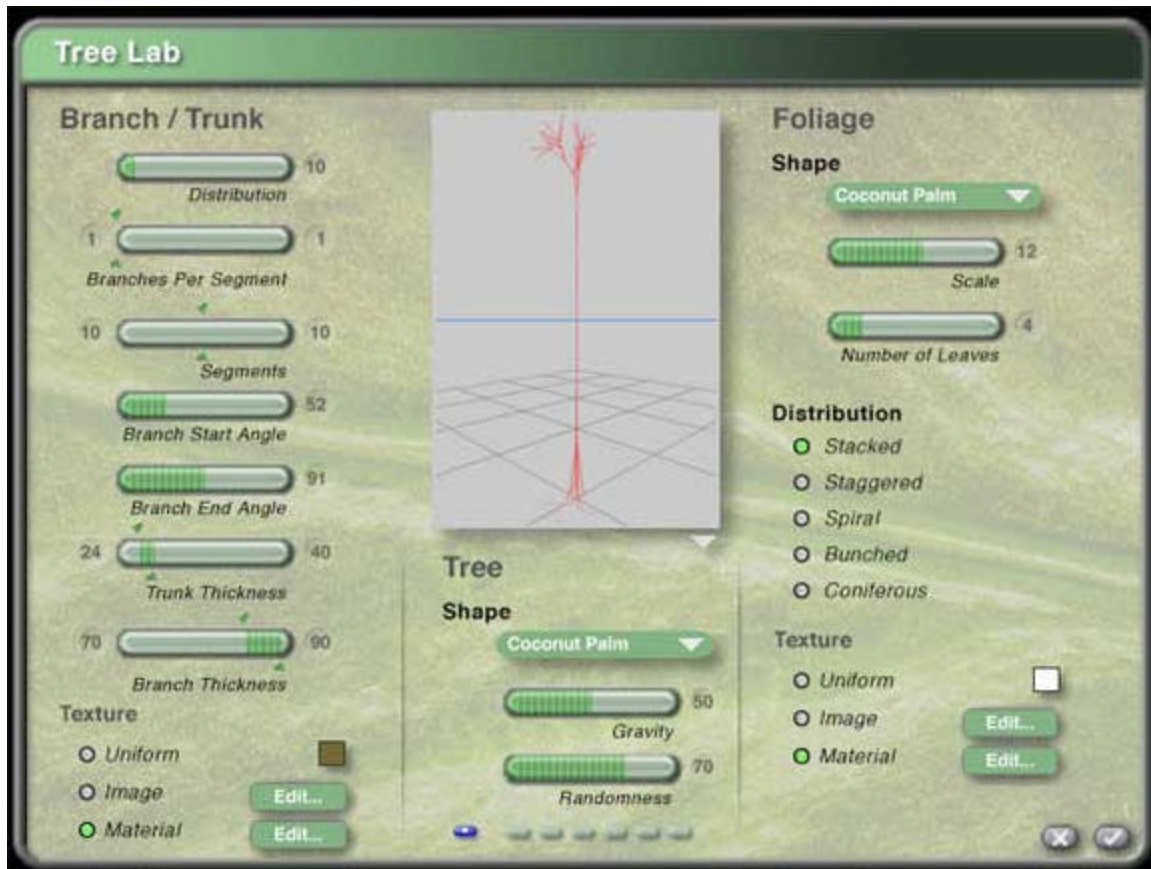 Tree Lab
Branch / Trunk
10
Distribution
1 1
Branches Per Segment
10 10
Segments
52
Branch Start Angle
91
Branch End Angle
24 40
Trunk Thickness
70 90
Branch Thickness
Texture
Uniform
Image Edit...
Material Edit...
Tree
Shape
Coconut Palm
50
Gravity
70
Randomness
Foliage
Shape
Coconut Palm
12
Scale
4
Number of Leaves
Distribution
Stacked
Staggered
Spiral
Bunched
Coniferous
Texture
Uniform
Image Edit...
Material Edit...